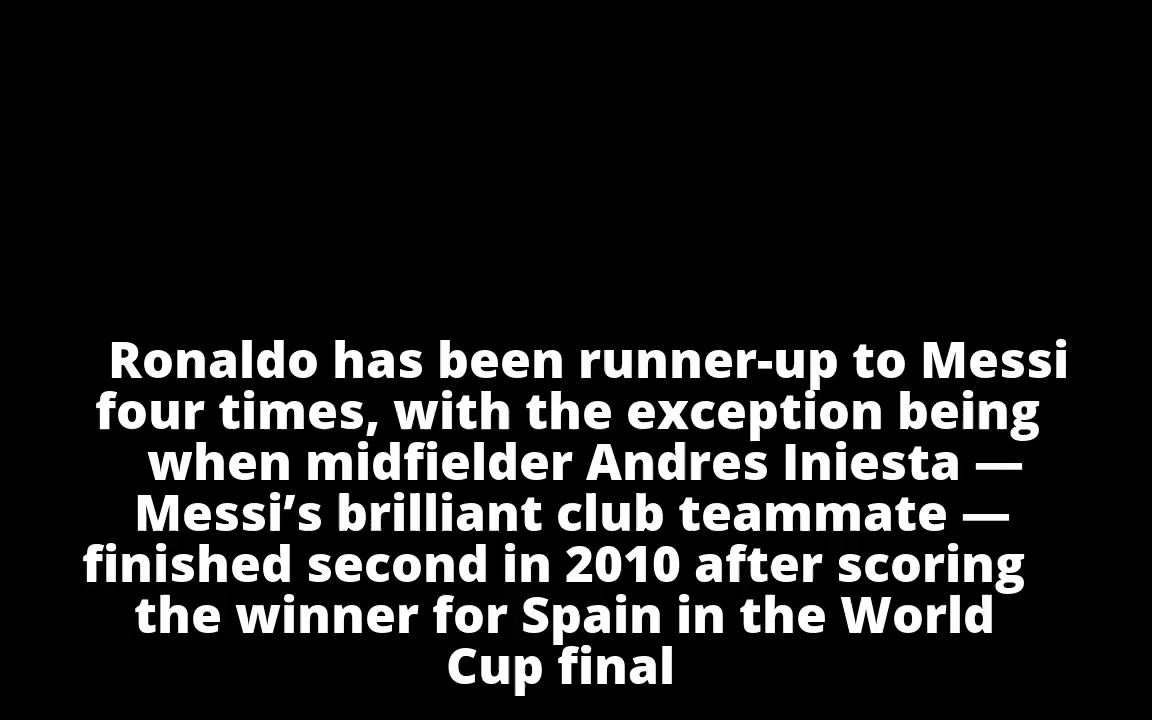 Ronaldo has been runner-up to Messi
four times, with the exception being
when midfielder Andres Iniesta —
Messi’s brilliant club teammate —
finished second in 2010 after scoring
the winner for Spain in the World
Cup final